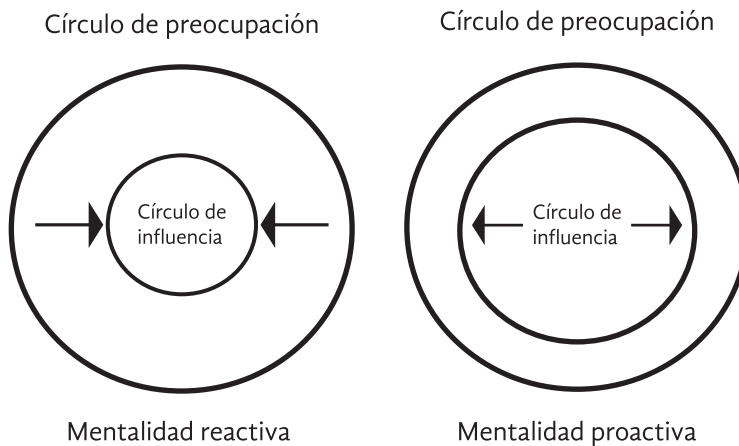 Círculo de preocupación
Círculo de
influencia
Mentalidad reactiva
Círculo de preocupación
Círculo de
influencia
Mentalidad proactiva